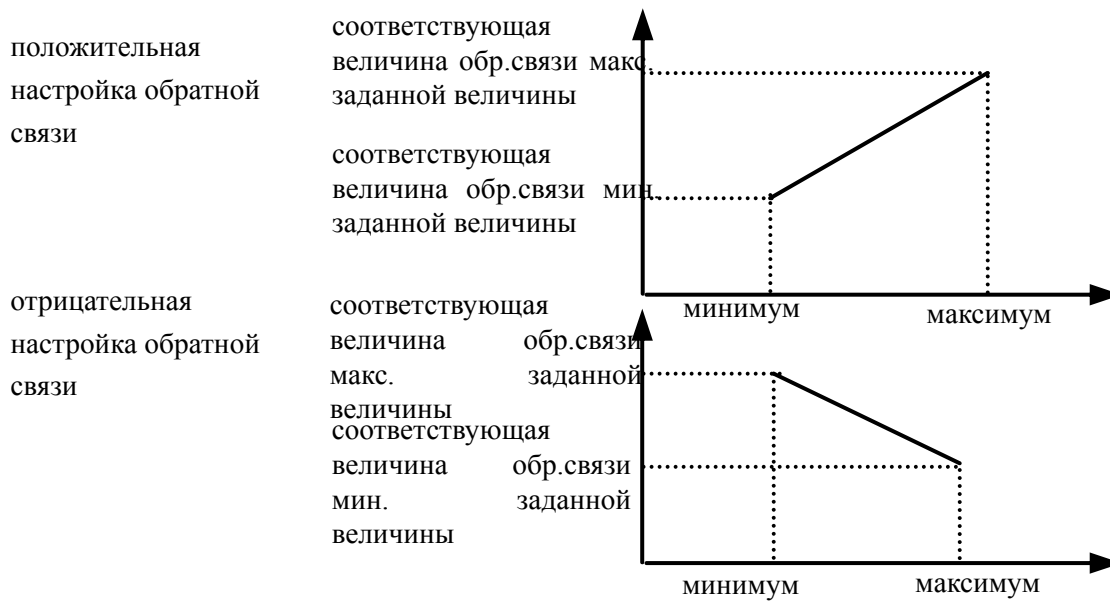 положительная
настройка обратной
связи
соответствующая
величина обр.связи макс.
заданной величины
соответствующая
величина обр.связи мин.
заданной величины
минимум
максимум
отрицательная
настройка обратной
связи
соответствующая
величина обр.связи
макс. заданной
величины
соответствующая
величина обр.связи
мин. заданной
величины
минимум
максимум